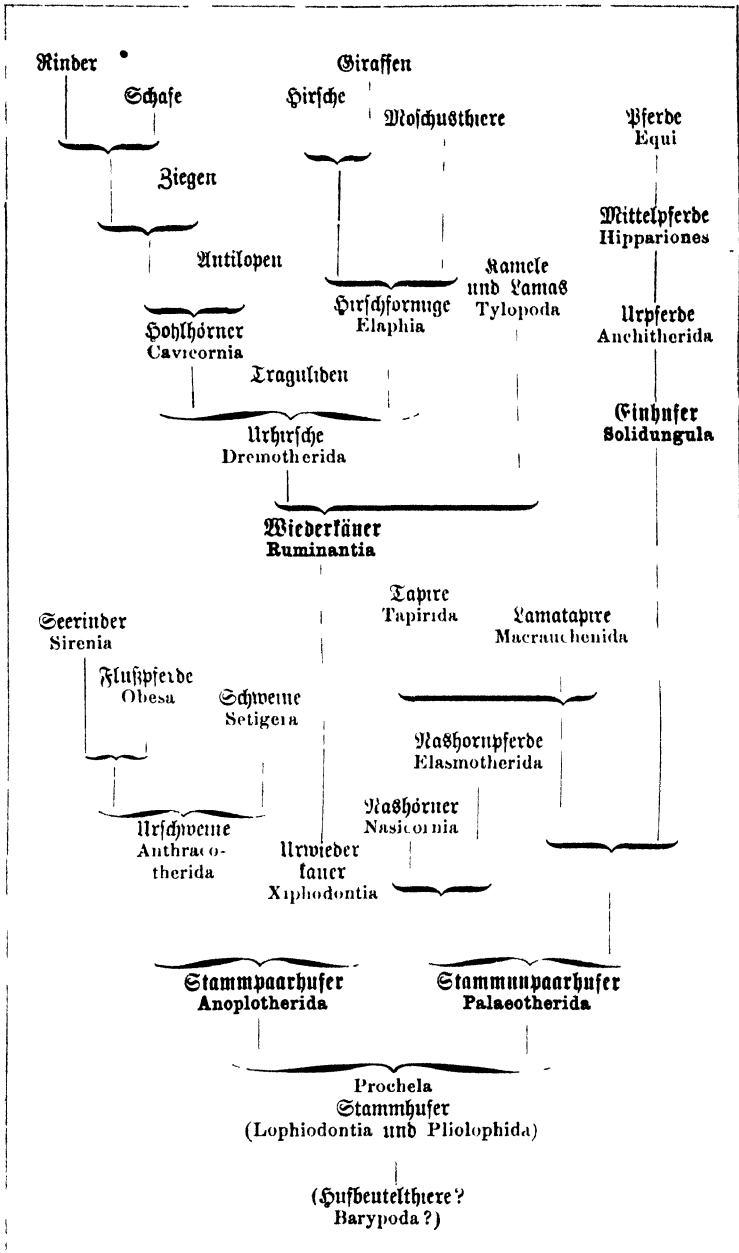 Rinder
Giraffen
Schafe
Hirsche
Moschusthiere
Pferde
Equi
Ziegen
Mittelpferde
Hippariones
Antilopen
Kamele
und Lamas
Tylopoda
Hirschförmige
Elaphia
Urpferde
Anchitherida
Hohlhörner
Cavicornia
Traguliden
Einhufer
Solidungula
Urhirsche
Dremotherida
Wiederkäuer
Ruminantia
Tapire
Tapirida
Lamatapire
Macrauchenida
Seerinder
Sirenia
Flußpferde
Obesa
Schweine
Setigera
Nashornpferde
Elasmotherida
Nashörner
Nasicornia
Urschweine
Anthraco-
therida
Urwieder
käuer
Xiphodontia
Stammpaarhufer
Anoplotherida
Stammunpaarhufer
Palaeotherida
Prochela
Stammhufer
(Lophiodontia und Pliolophida)
(Hufbeutelthiere?
Barypoda?)